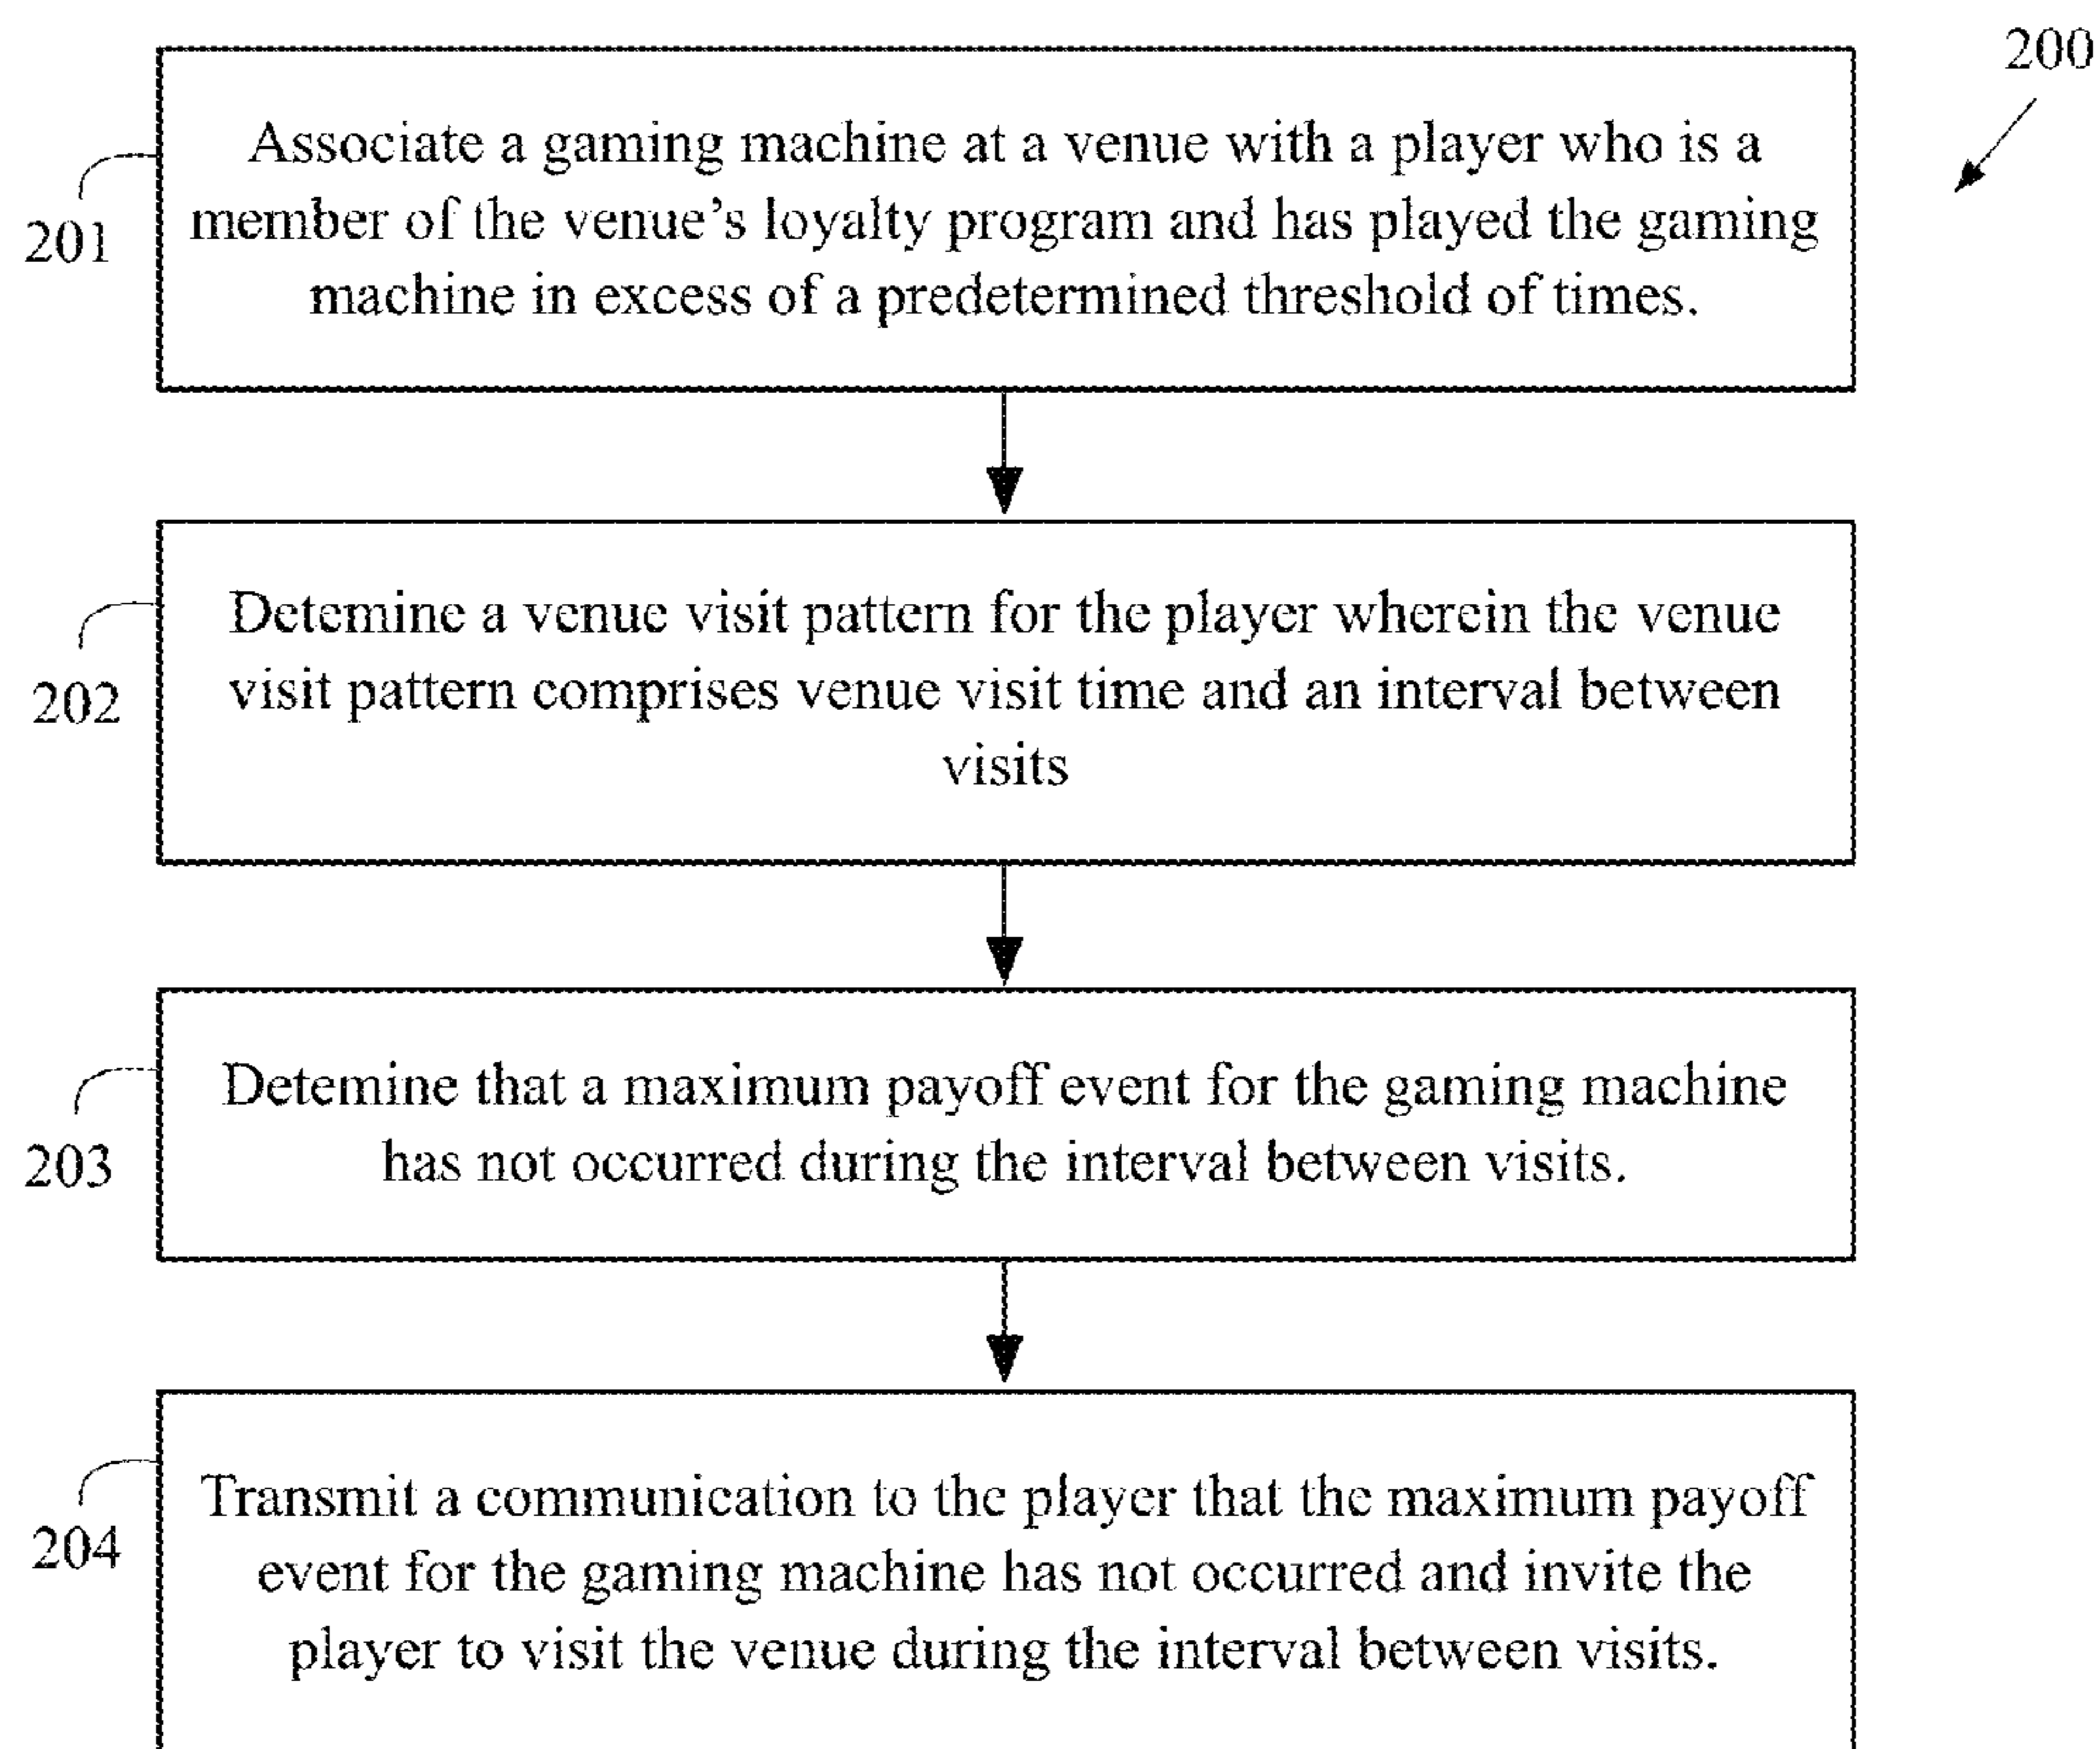 200
Associate a gaming machine at a venue with a player who is a
member of the venue's loyalty program and has played the gaming
machine in excess of a predetermined threshold of times.
201
Detemine a venue visit pattern for the player wherein the venue
visit pattern comprises venue visit time and an interval between
visits
202
Detemine that a maximum payoff event for the gaming machine
has not occurred during the interval between visits.
203
Transmit a communication to the player that the maximum payoff
event for the gaming machine has not occurred and invite the
player to visit the venue during the interval between visits.
204